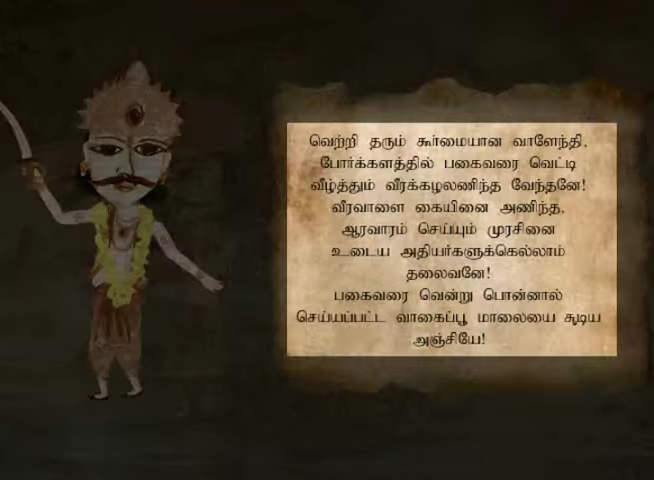 வெற்றி தரும் கூர்மையான வாளேந்தி,
போர்க்களத்தில் பகைவரை வெட்டி
வீழ்த்தும் வீரக்கழலணிந்த வேந்தனே!
வீரவாளை கையினை அணிந்த,
ஆரவாரம் செய்யும் முரசினை
உடைய அதியர்களுக்கெல்லாம்
தலைவனே!
பகைவரை வென்று பொன்னால்
செய்யப்பட்ட வாகைப்பூ மாலையை சூடிய
அஞ்சியே!